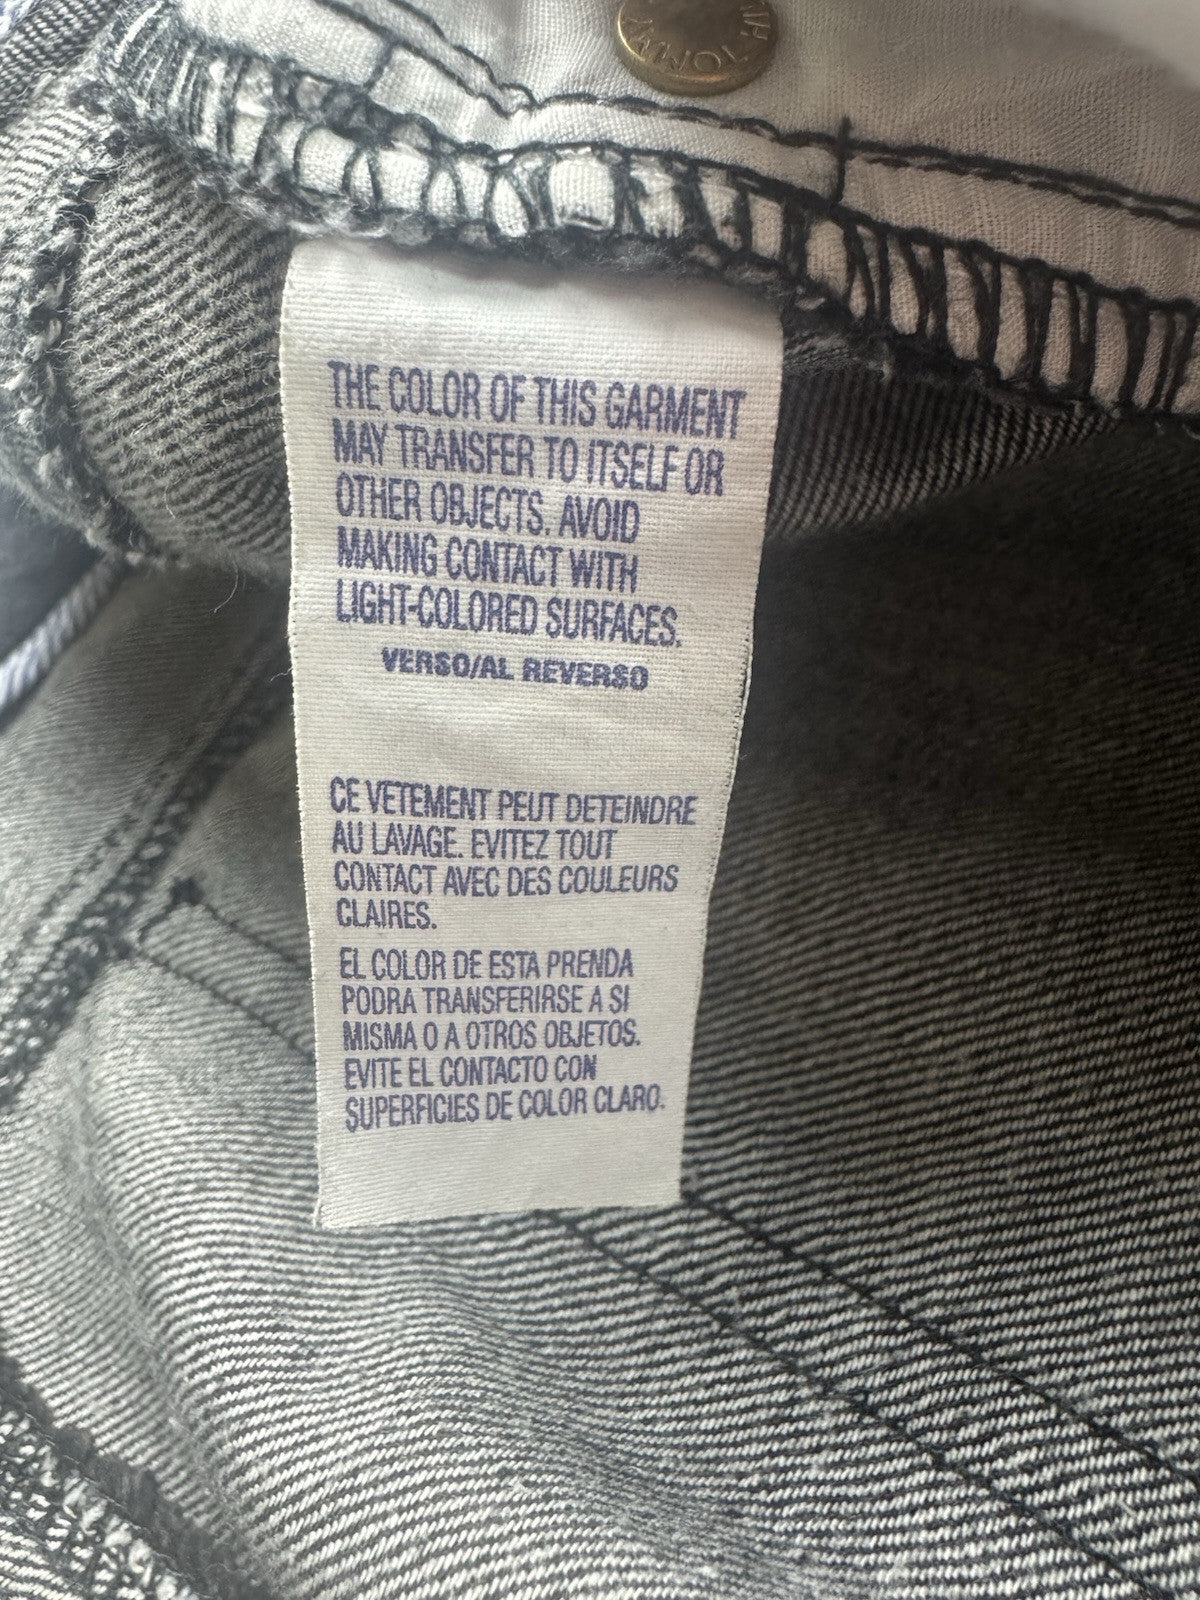 TOMMY
THE COLOR OF THIS GARMENT
MAY TRANSFER TO ITSELF OR
OTHER OBJECTS. AVOID
MAKING CONTACT WITH
LIGHT-COLORED SURFACES.
VERSO/AL REVERSO
CE VETEMENT PEUT DETEINDRE
AU LAVAGE. EVITEZ TOUT
CONTACT AVEC DES COULEURS
CLAIRES.
EL COLOR DE ESTA PRENDA
PODRA TRANSFERIRSE A SI
MISMA O A OTROS OBJETOS.
EVITE EL CONTACTO CON
SUPERFICIES DE COLOR CLARO.